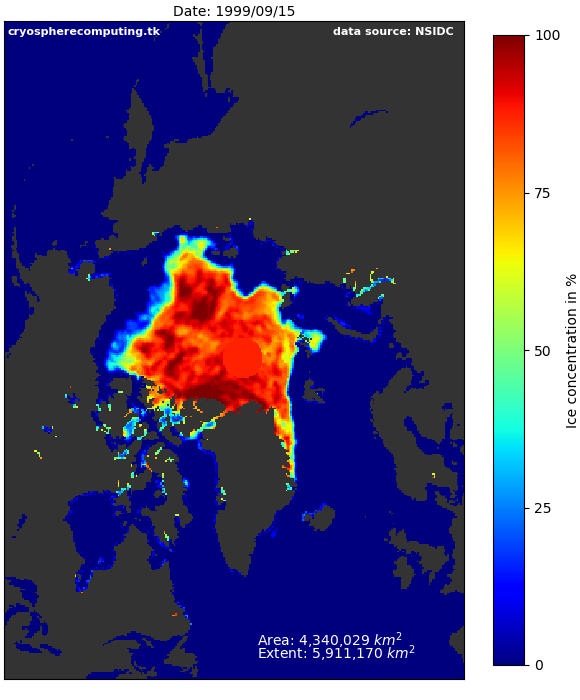 Date: 1999/09/15
cryospherecomputing.tk data source: NSIDC
100
75
50
25
0
Ice concentration in %
Area: 4,340,029 km²
Extent: 5,911,170 km²